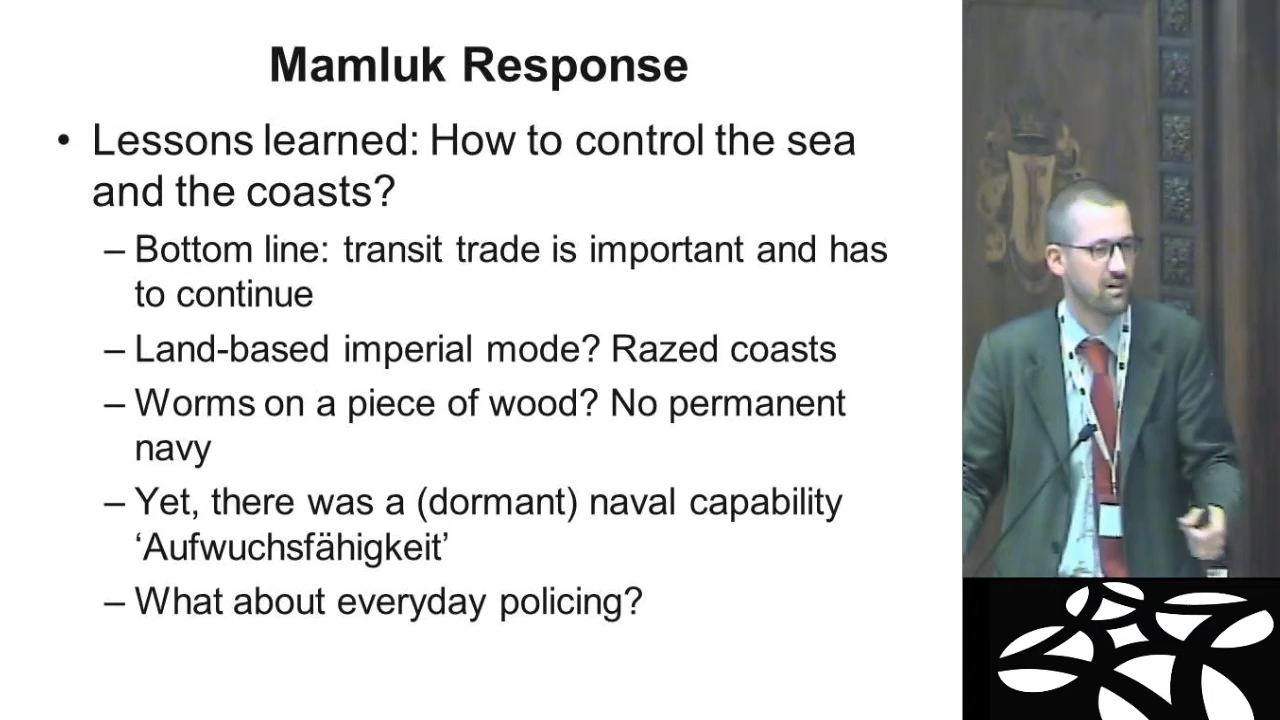 Mamluk Response
• Lessons learned: How to control the sea
and the coasts?
– Bottom line: transit trade is important and has
to continue
– Land-based imperial mode? Razed coasts
– Worms on a piece of wood? No permanent
navy
– Yet, there was a (dormant) naval capability
‘Aufwuchsfähigkeit’
– What about everyday policing?